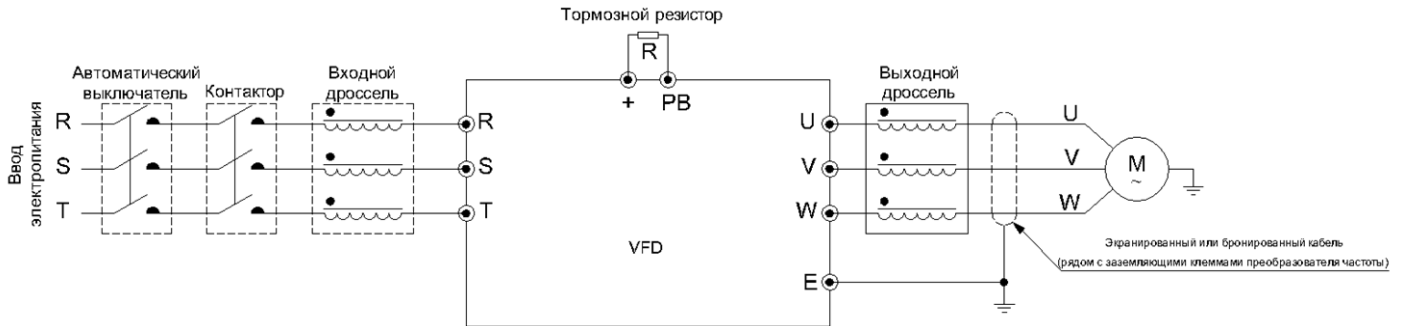 Тормозной резистор
R
+ PB
Автоматический
выключатель
Контактор
Входной
дроссель
Выходной
дроссель
Ввод
электропитания
R
S
T
R
S
T
VFD
U
V
W
E
U
V
W
M
~
Экранированный или бронированный кабель
(рядом с заземляющими клеммами преобразователя частоты)